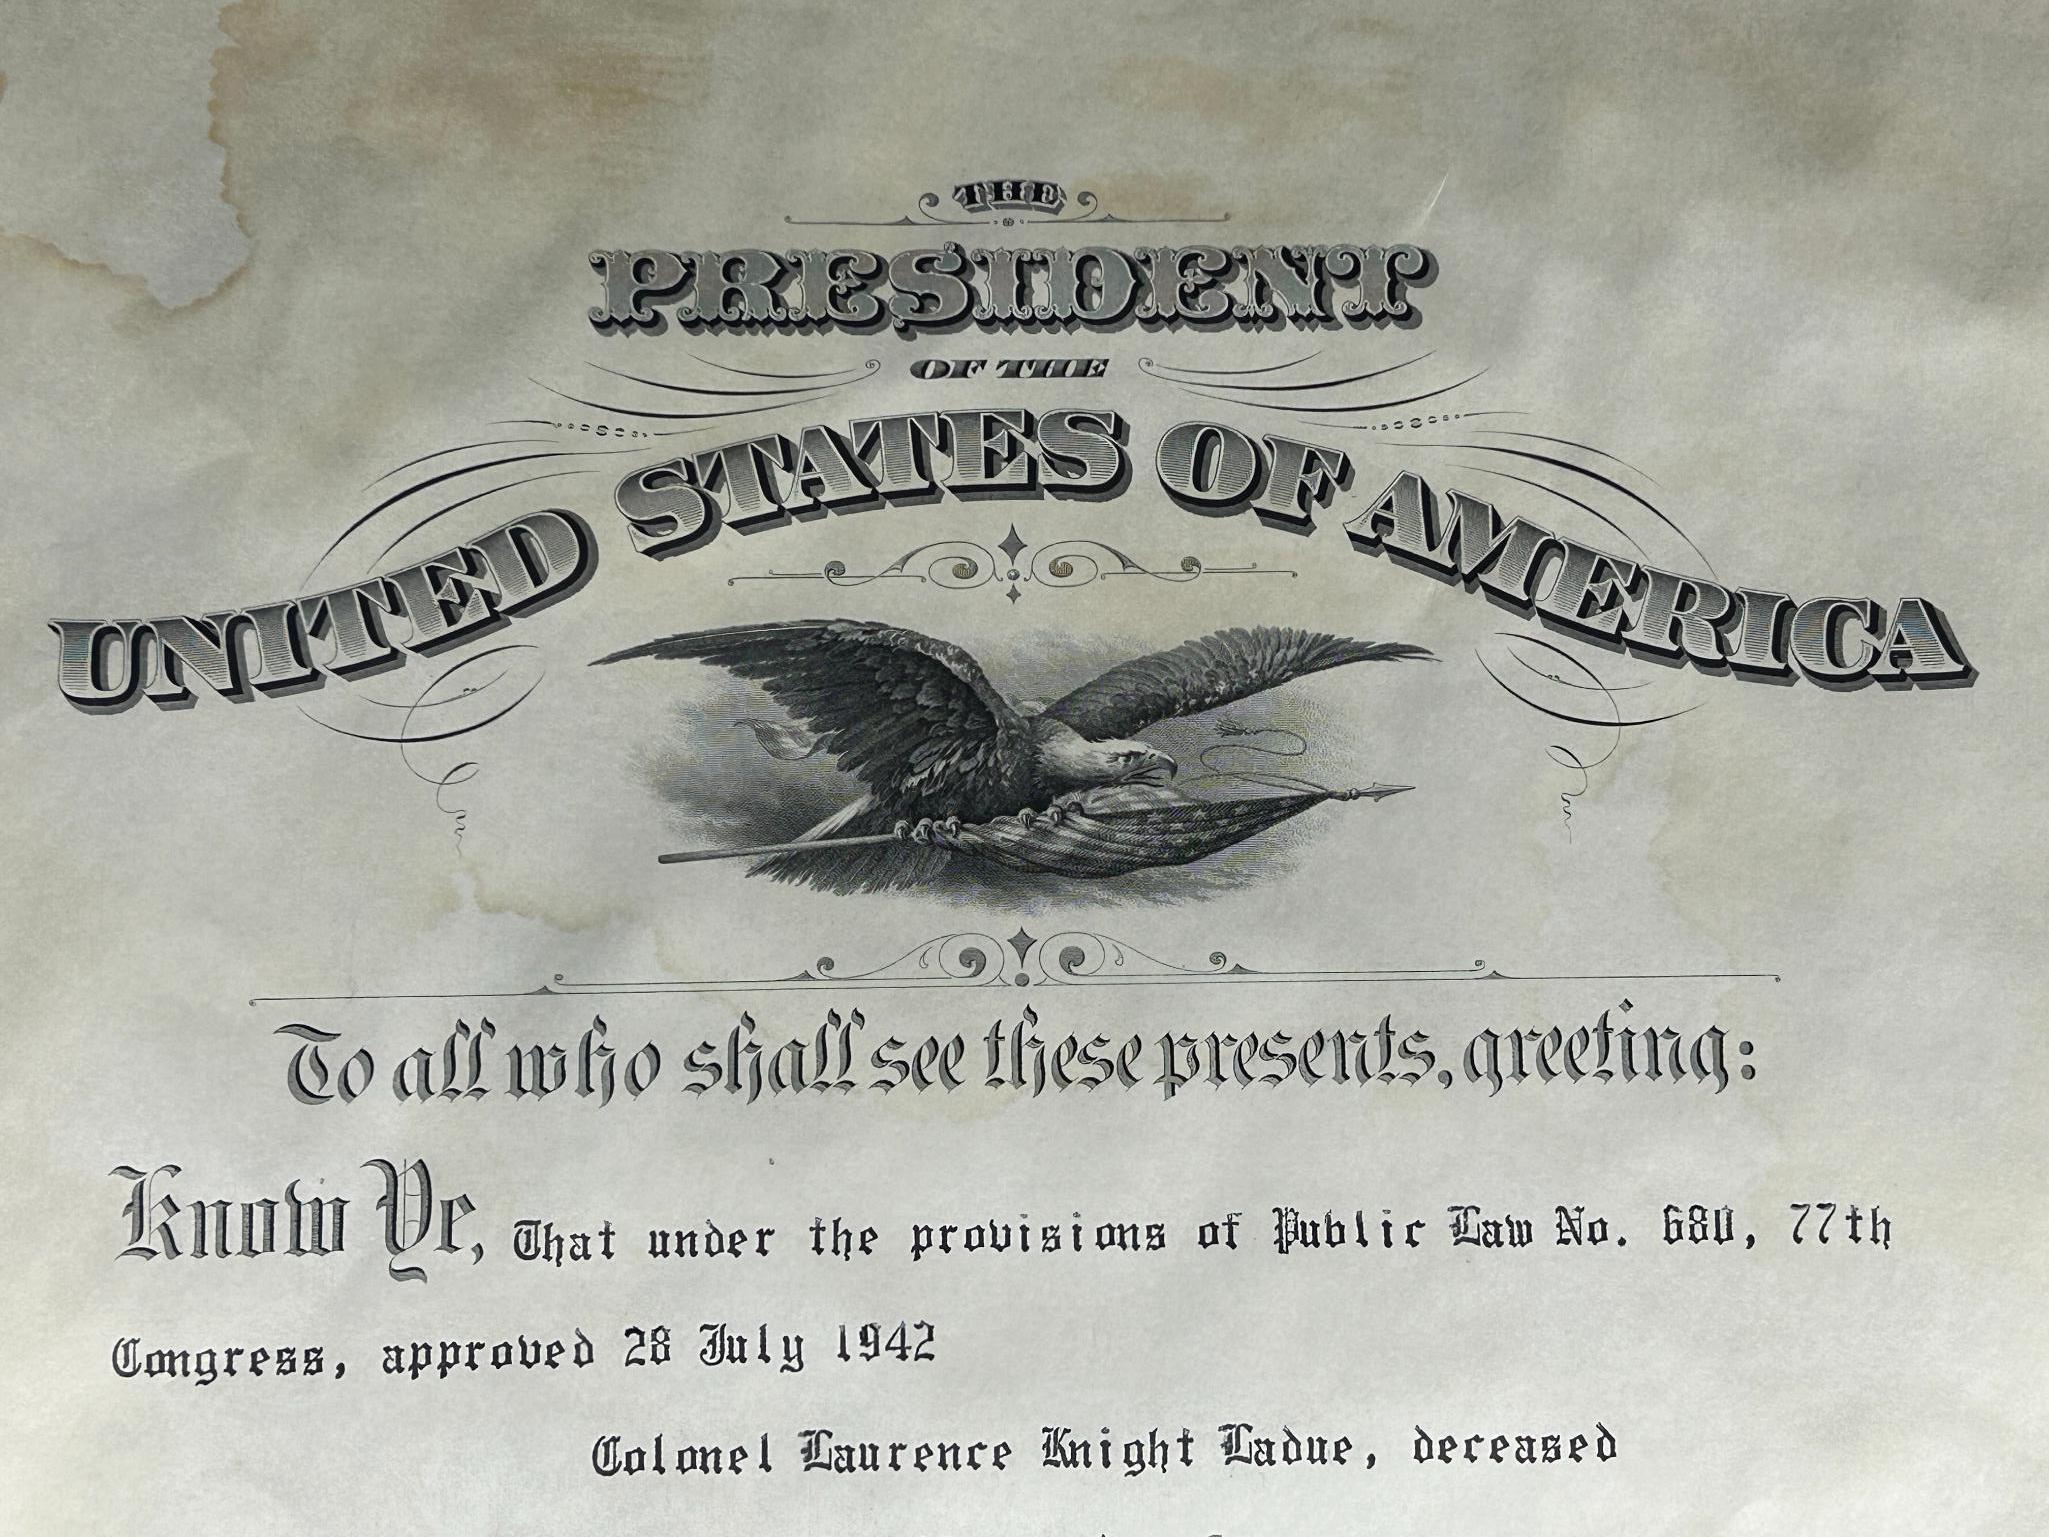 THE
PRESIDENT
OF THE
UNITED STATES OF AMERICA
To all who shall see these presents, greeting:
Know Ye, That under the provisions of Public Law No. 680, 77th
Congress, approved 28 July 1942
Colonel Laurence Knight Ladue, deceased